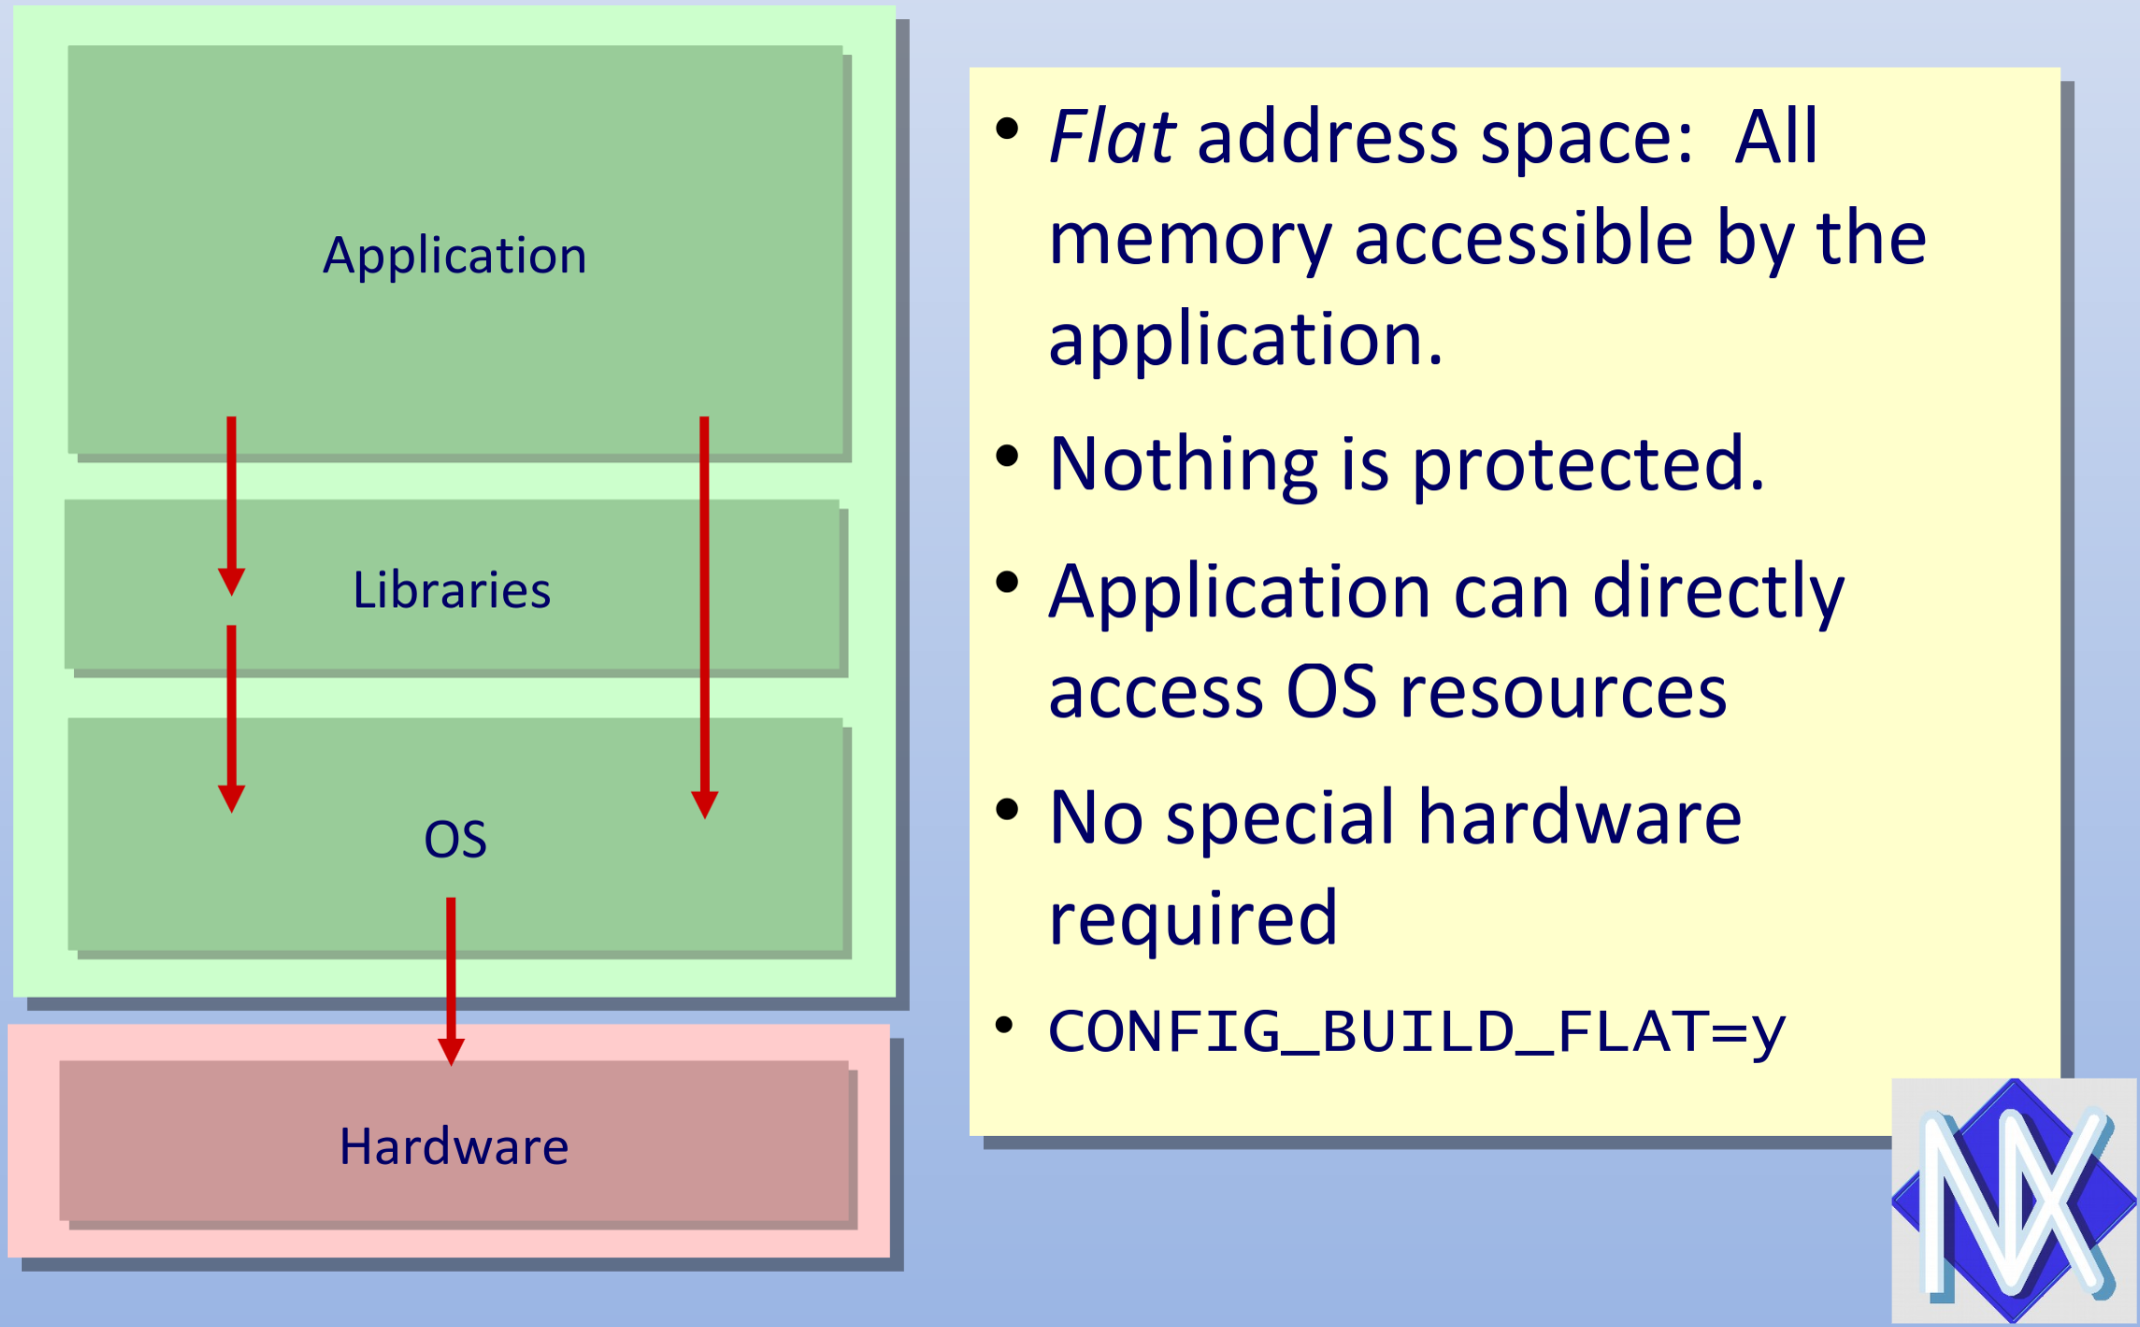 Application
Libraries
OS
Hardware
• Flat address space:  All
memory accessible by the
application.
• Nothing is protected.
• Application can directly
access OS resources
• No special hardware
required
• CONFIG_BUILD_FLAT=y
NX